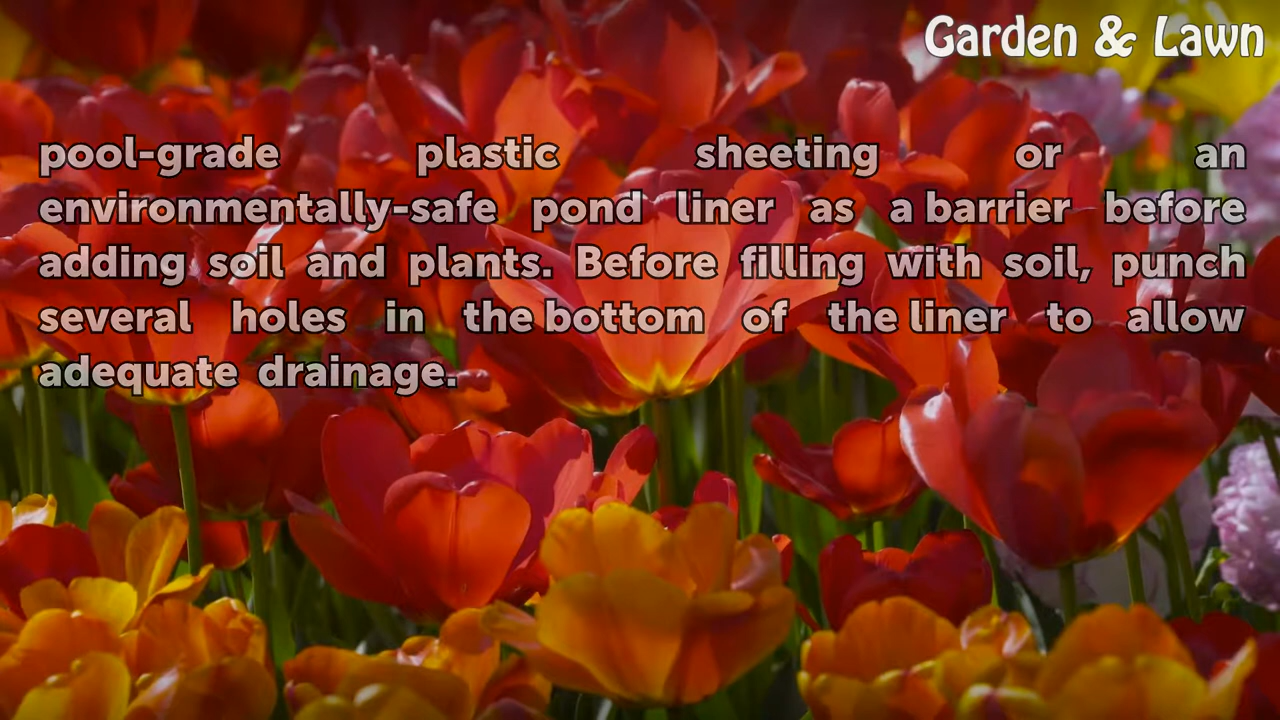 Garden & Lawn
pool-grade plastic sheeting or an
environmentally-safe pond liner as a barrier before
adding soil and plants. Before filling with soil, punch
several holes in the bottom of the liner to allow
adequate drainage.